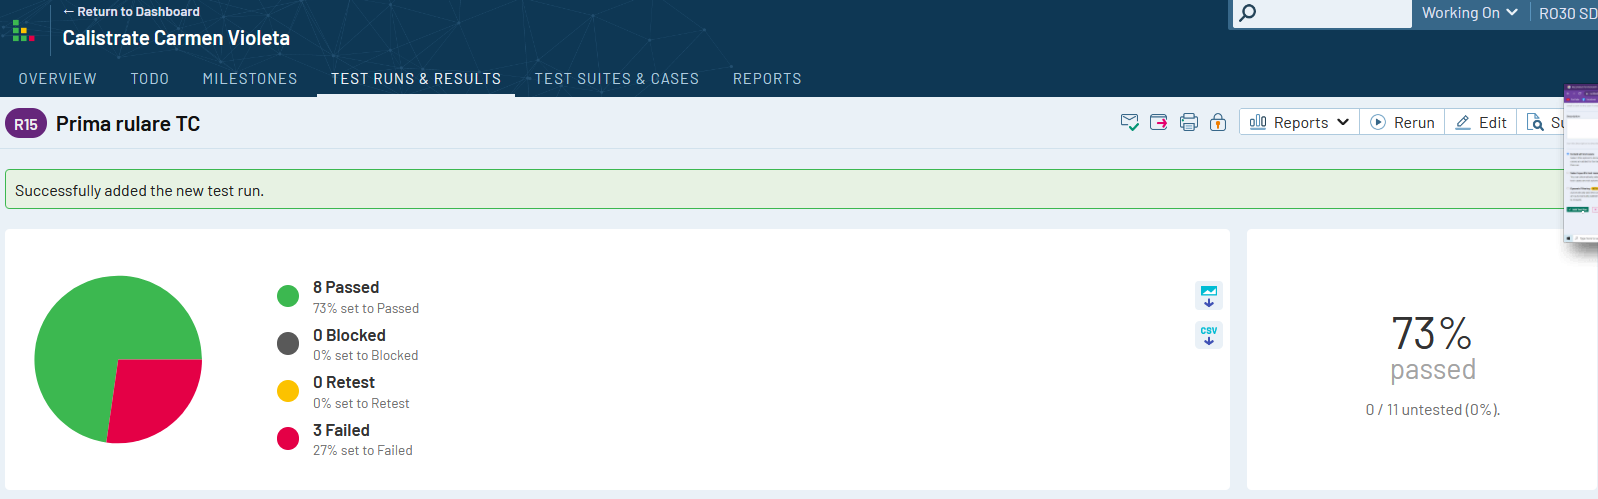 ← Return to Dashboard
Calistrate Carmen Violeta
Working On
RO30 SD
OVERVIEW TODO MILESTONES TEST RUNS & RESULTS TEST SUITES & CASES REPORTS
R15 Prima rulare TC
Reports
Rerun
Edit
Successfully added the new test run.
8 Passed
73% set to Passed
0 Blocked
0% set to Blocked
0 Retest
0% set to Retest
3 Failed
27% set to Failed
CSV
73%
passed
0 / 11 untested (0%).